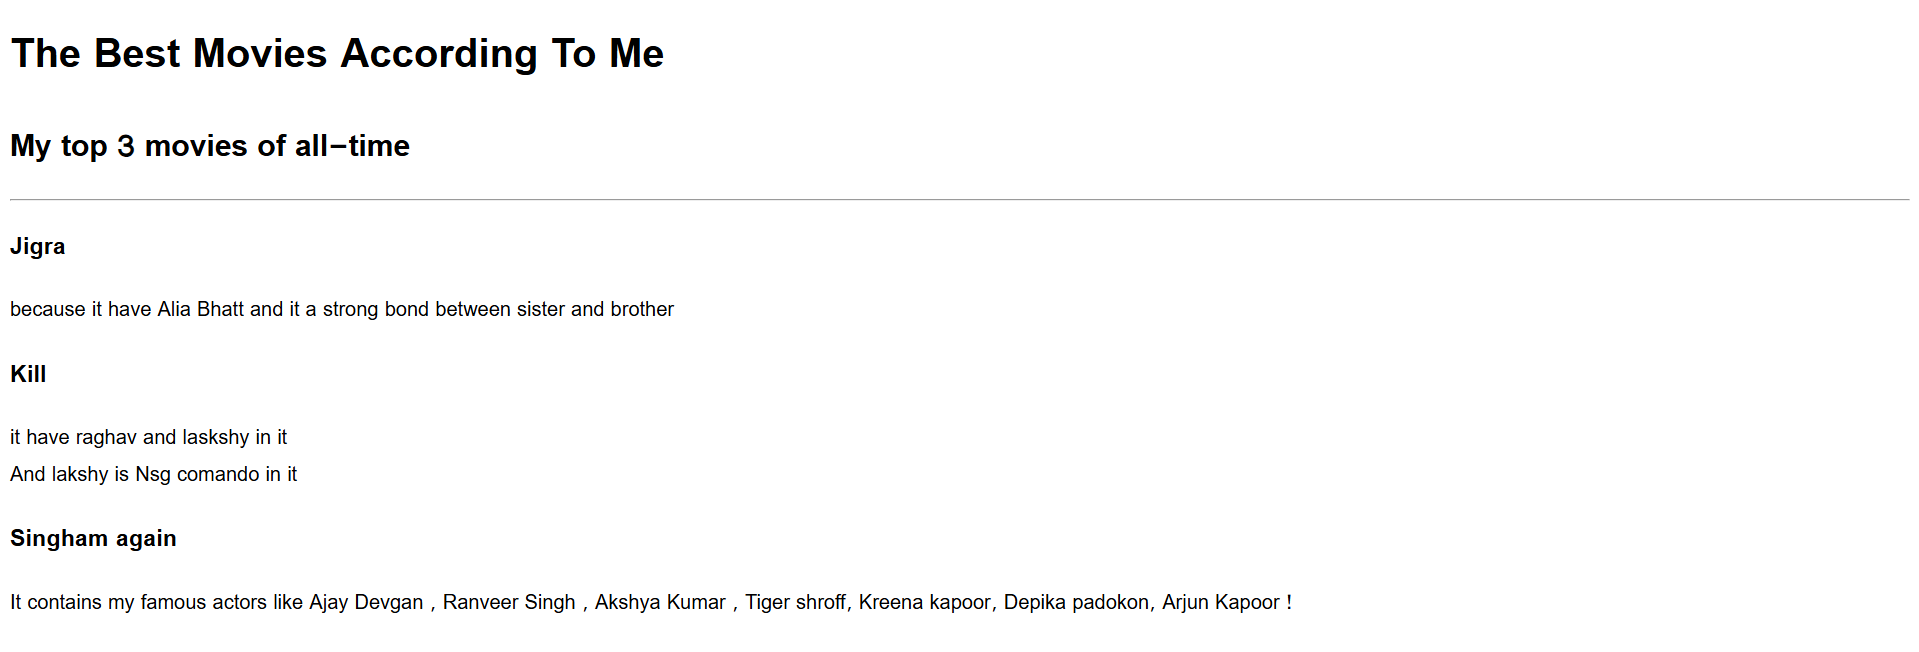 The Best Movies According To Me
My top 3 movies of all-time
Jigra
because it have Alia Bhatt and it a strong bond between sister and brother
Kill
it have raghav and laskshy in it
And lakshy is Nsg comando in it
Singham again
It contains my famous actors like Ajay Devgan , Ranveer Singh , Akshya Kumar , Tiger shroff, Kreena kapoor, Depika padokon, Arjun Kapoor !